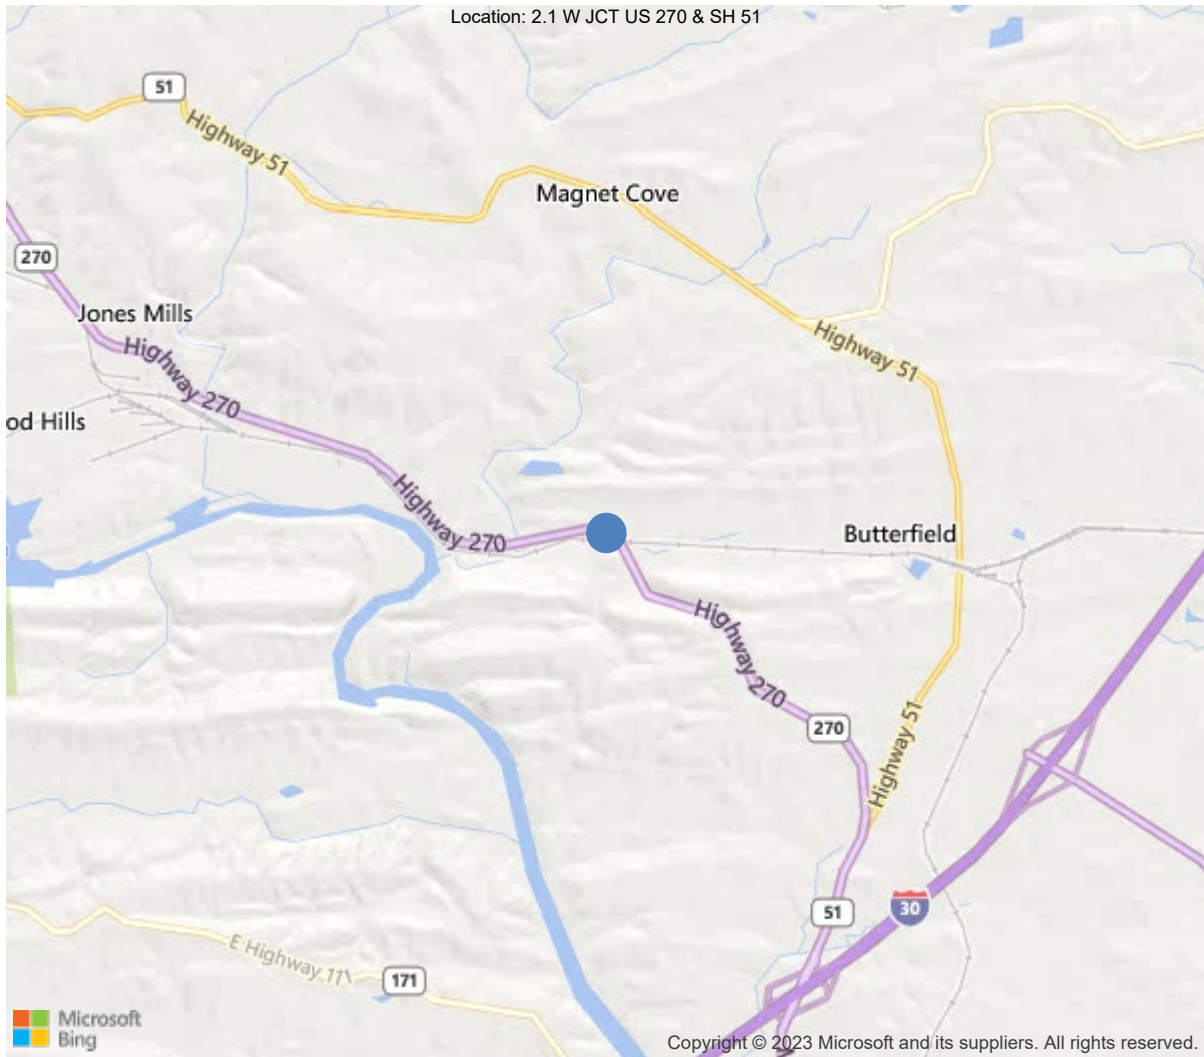 Location: 2.1 W JCT US 270 & SH 51
51
Highway 51
Magnet Cove
270
Jones Mills
Highway 270
Highway 51
od Hills
Highway 270
Butterfield
Highway 270
270
Highway 51
51
30
E Highway 11
171
Microsoft
Bing
Copyright © 2023 Microsoft and its suppliers. All rights reserved.